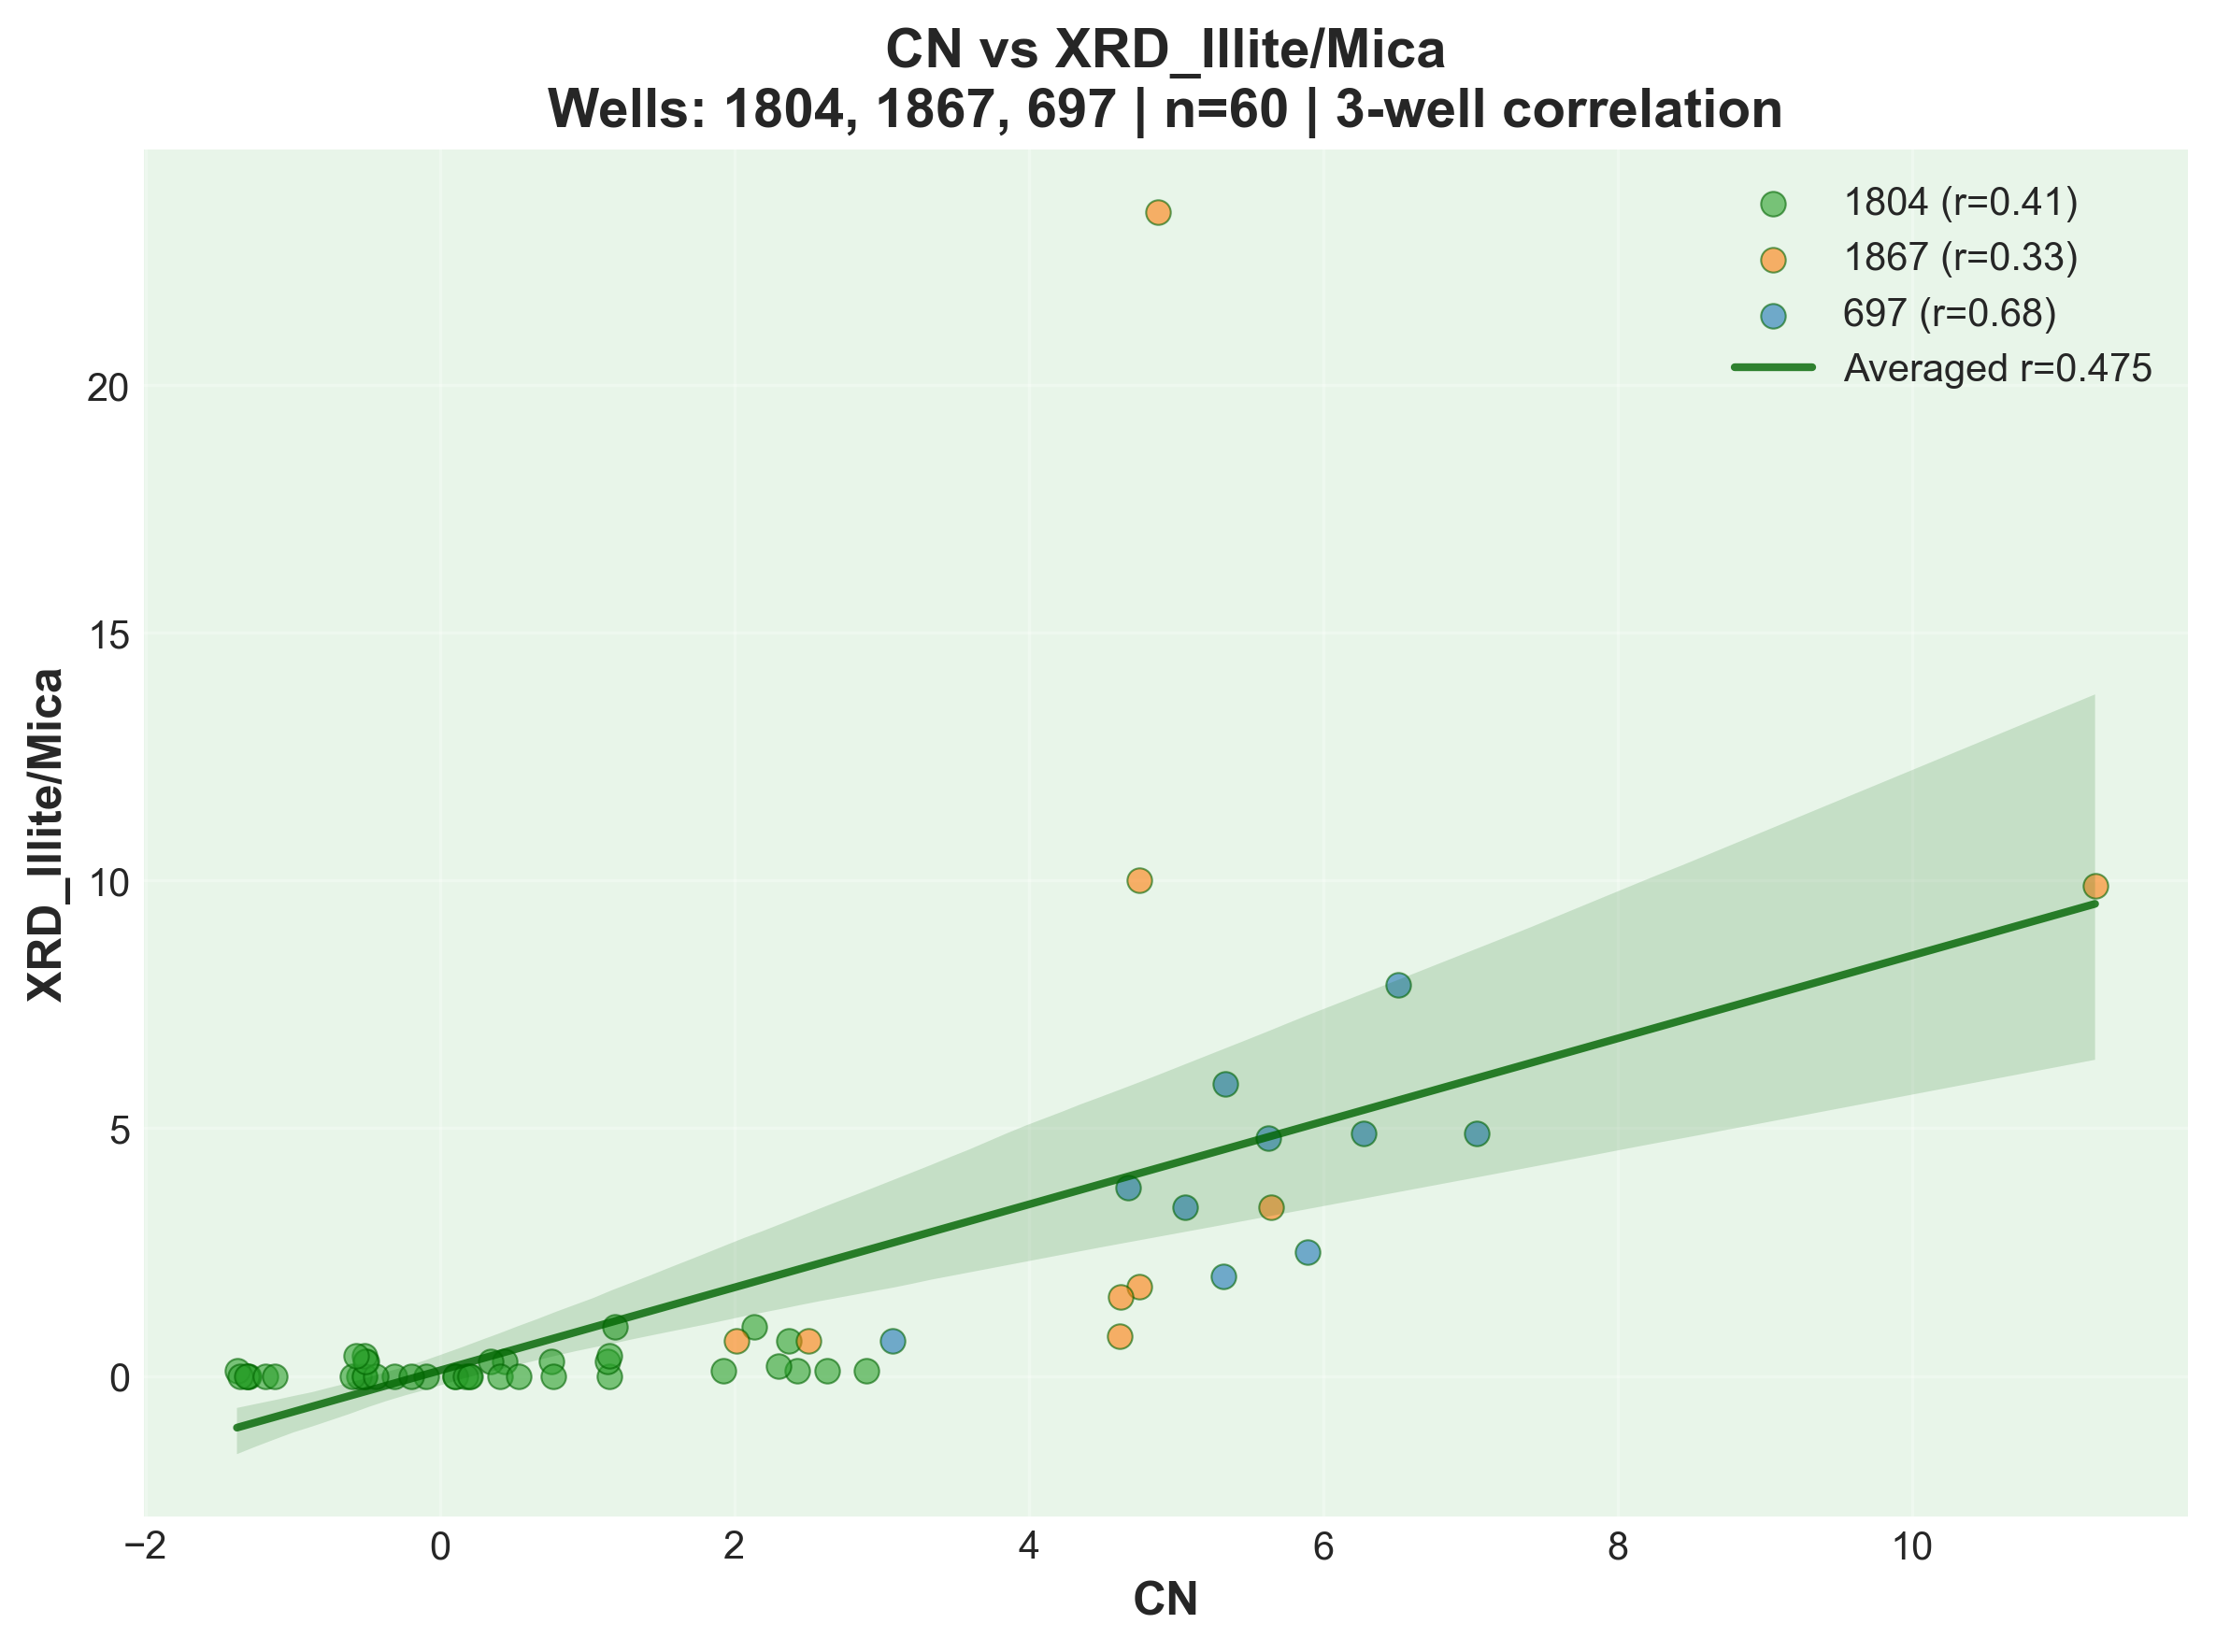 CN vs XRD_Illite/Mica
Wells: 1804, 1867, 697 | n=60 | 3-well correlation
1804 (r=0.41)
1867 (r=0.33)
697 (r=0.68)
Averaged r=0.475
XRD_Illite/Mica
20
15
10
5
0
−2
0
2
4
6
8
10
CN